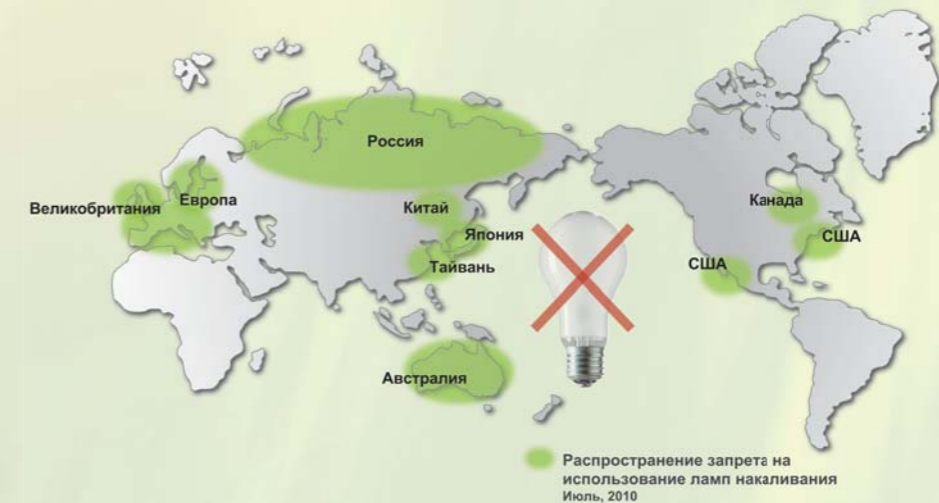 Россия
Великобритания
Европа
Китай
Япония
Тайвань
Канада
США
США
Австралия
Распространение запрета на
использование ламп накаливания
Июль, 2010